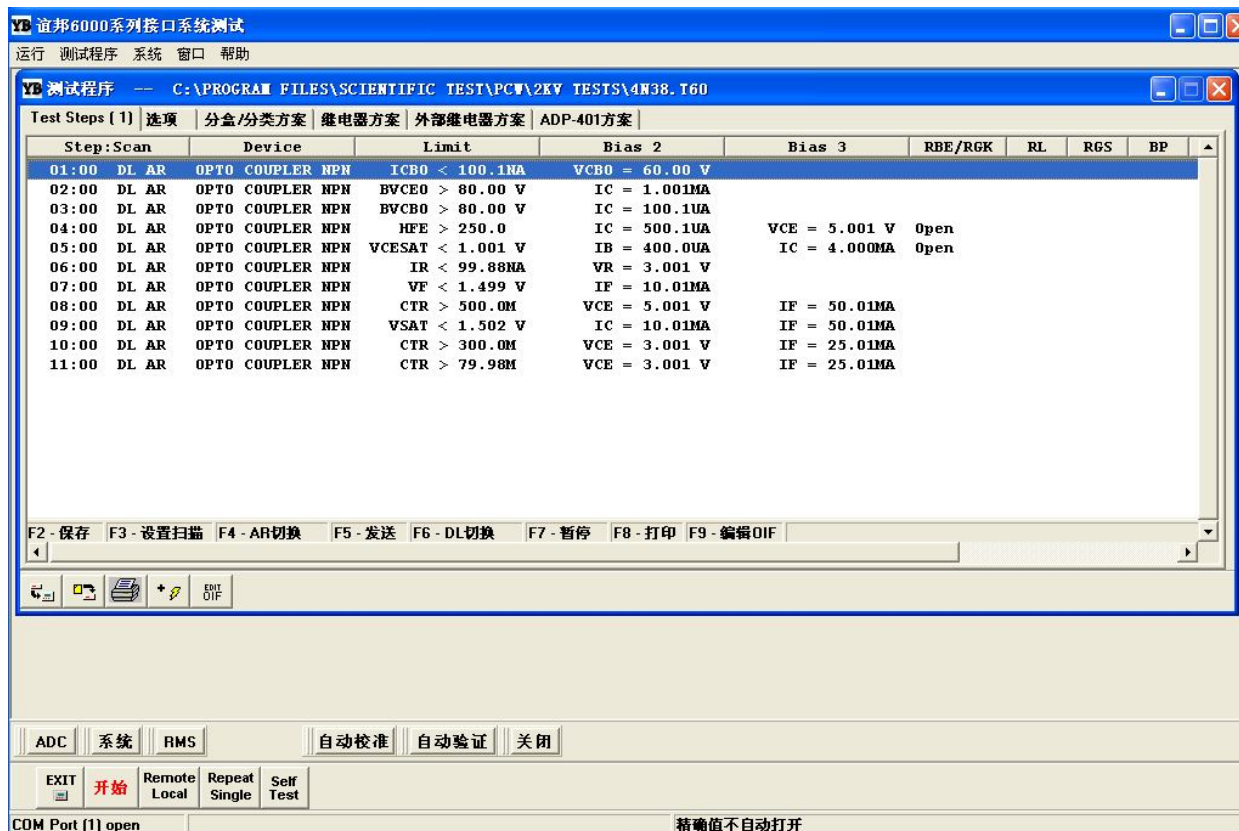 YB 谊邦6000系列接口系统测试
运行 测试程序 系统 窗口 帮助
YB 测试程序 -- C:\PROGRAM FILES\SCIENTIFIC TEST\PCW\2KV TESTS\4N38.T60
Test Steps (1) 选项 分盒/分类方案 继电器方案 外部继电器方案 ADP-401方案
Step:Scan Device Limit Bias 2 Bias 3 RBE/RGK RL RGS BP
01:00 DL AR OPTO COUPLER NPN ICBO < 100.1NA VCBO = 60.00 V
02:00 DL AR OPTO COUPLER NPN BVCEO > 80.00 V IC = 1.001MA
03:00 DL AR OPTO COUPLER NPN BVCBO > 80.00 V IC = 100.1UA
04:00 DL AR OPTO COUPLER NPN HFE > 250.0 IC = 500.1UA VCE = 5.001 V Open
05:00 DL AR OPTO COUPLER NPN VCESAT < 1.001 V IB = 400.0UA IC = 4.000MA Open
06:00 DL AR OPTO COUPLER NPN IR < 99.88NA VR = 3.001 V
07:00 DL AR OPTO COUPLER NPN VF < 1.499 V IF = 10.01MA
08:00 DL AR OPTO COUPLER NPN CTR > 500.0M VCE = 5.001 V IF = 50.01MA
09:00 DL AR OPTO COUPLER NPN VSAT < 1.502 V IC = 10.01MA IF = 50.01MA
10:00 DL AR OPTO COUPLER NPN CTR > 300.0M VCE = 3.001 V IF = 25.01MA
11:00 DL AR OPTO COUPLER NPN CTR > 79.98M VCE = 3.001 V IF = 25.01MA
F2 - 保存 F3 - 设置扫描 F4 - AR切换 F5 - 发送 F6 - DL切换 F7 - 暂停 F8 - 打印 F9 - 编辑OIF
EDIT
OIF
ADC 系统 RMS 自动校准 自动验证 关闭
EXIT 开始 Remote Local Repeat Single Self Test
COM Port (1) open 精确值不自动打开